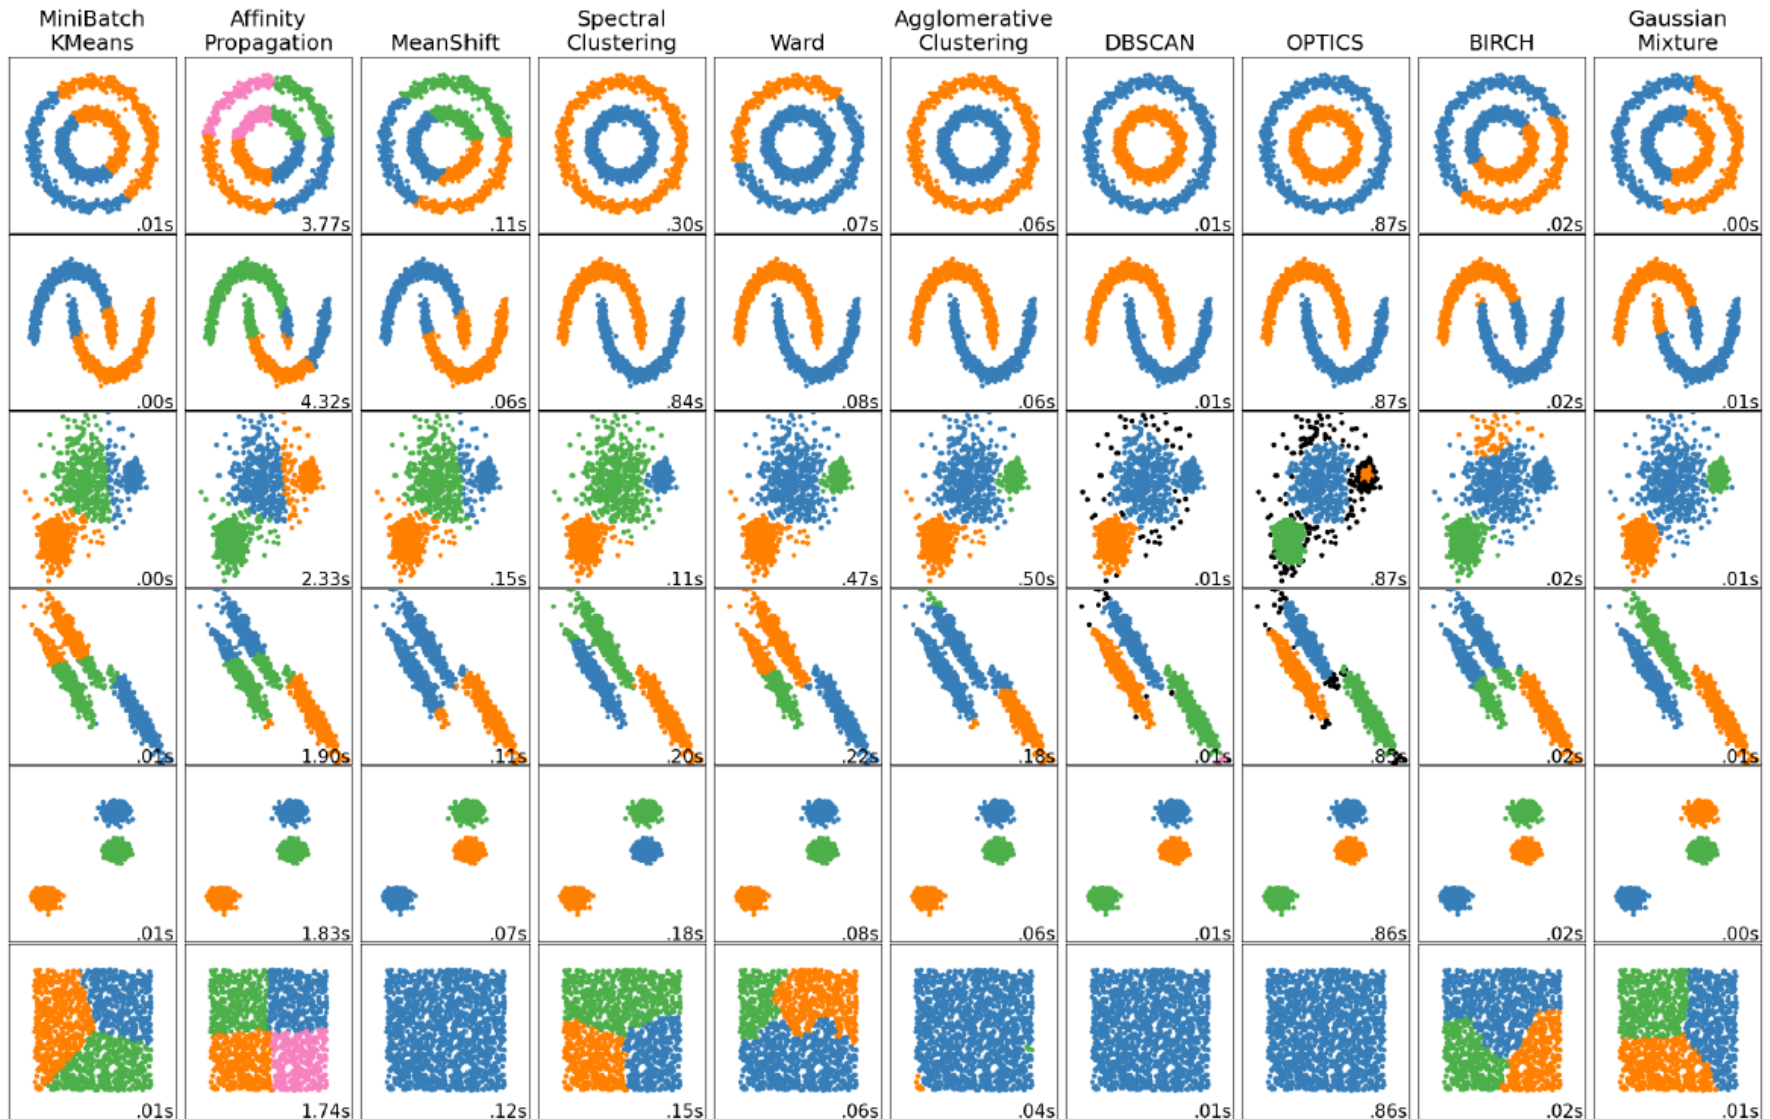 MiniBatch
KMeans
Affinity
Propagation
MeanShift
Spectral
Clustering
Ward
Agglomerative
Clustering
DBSCAN
OPTICS
BIRCH
Gaussian
Mixture
.01s
3.77s
.11s
.30s
.07s
.06s
.01s
.87s
.02s
.00s
.00s
4.32s
.06s
.84s
.08s
.06s
.01s
.87s
.02s
.01s
.00s
2.33s
.15s
.11s
.47s
.50s
.01s
.87s
.02s
.01s
.01s
1.90s
.11s
.20s
.22s
.18s
.01s
.85s
.02s
.01s
.01s
1.83s
.07s
.18s
.08s
.06s
.01s
.86s
.02s
.00s
.01s
1.74s
.12s
.15s
.06s
.04s
.01s
.86s
.02s
.01s